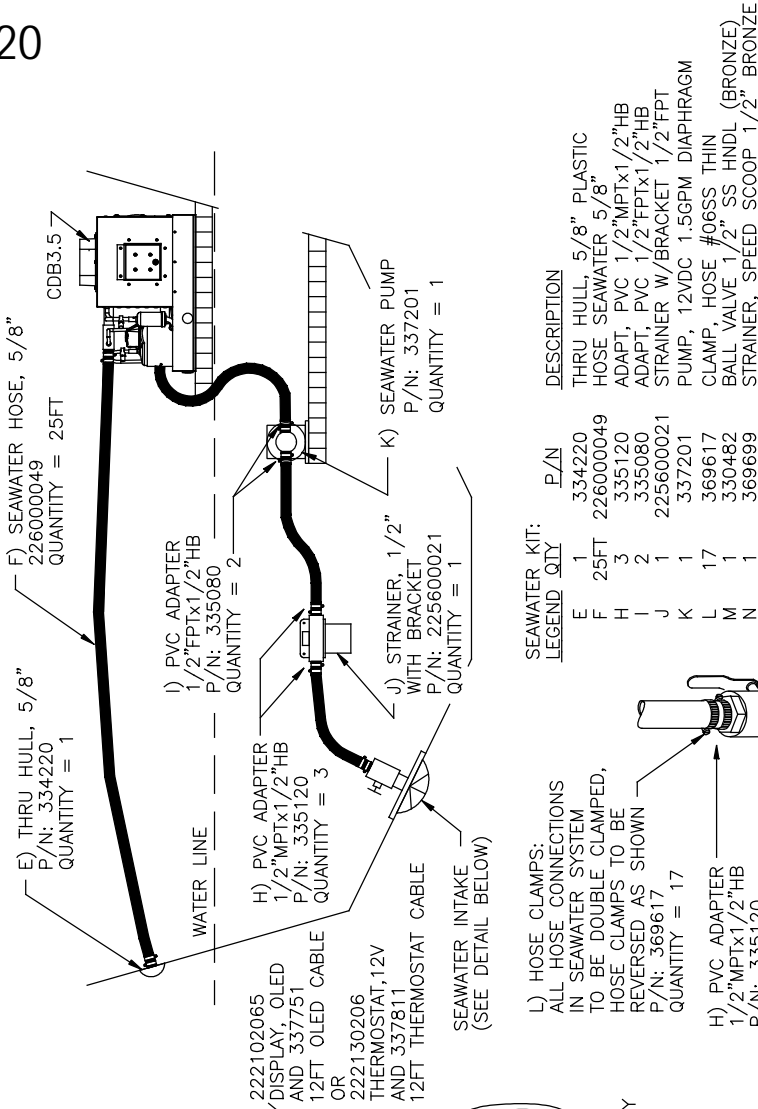 20
E) THRU HULL, 5/8"
P/N: 334220
QUANTITY = 1
F) SEAWATER HOSE, 5/8"
226000049
QUANTITY = 25FT
CDB3.5
WATER LINE
I) PVC ADAPTER
1/2"FPTx1/2"HB
P/N: 335080
QUANTITY = 2
H) PVC ADAPTER
1/2"MPTx1/2"HB
P/N: 335120
QUANTITY = 3
K) SEAWATER PUMP
P/N: 337201
QUANTITY = 1
J) STRAINER, 1/2"
WITH BRACKET
P/N: 225600021
QUANTITY = 1
222102065
DISPLAY, OLED
AND 337751
12FT OLED CABLE
OR
222130206
THERMOSTAT,12V
AND 337811
12FT THERMOSTAT CABLE
SEAWATER INTAKE
(SEE DETAIL BELOW)
L) HOSE CLAMPS:
ALL HOSE CONNECTIONS
IN SEAWATER SYSTEM
TO BE DOUBLE CLAMPED,
HOSE CLAMPS TO BE
REVERSED AS SHOWN
P/N: 369617
QUANTITY = 17
H) PVC ADAPTER
1/2"MPTx1/2"HB
P/N: 335120
SEAWATER KIT:
LEGEND QTY P/N DESCRIPTION
E 1 334220 THRU HULL, 5/8" PLASTIC
F 25FT 226000049 HOSE SEAWATER 5/8"
H 3 335120 ADAPT, PVC 1/2"MPTx1/2"HB
I 2 335080 ADAPT, PVC 1/2"FPTx1/2"HB
J 1 225600021 STRAINER W/BRACKET 1/2"FPT
K 1 337201 PUMP, 12VDC 1.5GPM DIAPHRAGM
L 17 369617 CLAMP, HOSE #06SS THIN
M 1 330482 BALL VALVE 1/2" SS HNDL (BRONZE)
N 1 369699 STRAINER, SPEED SCOOP 1/2" BRONZE
Y